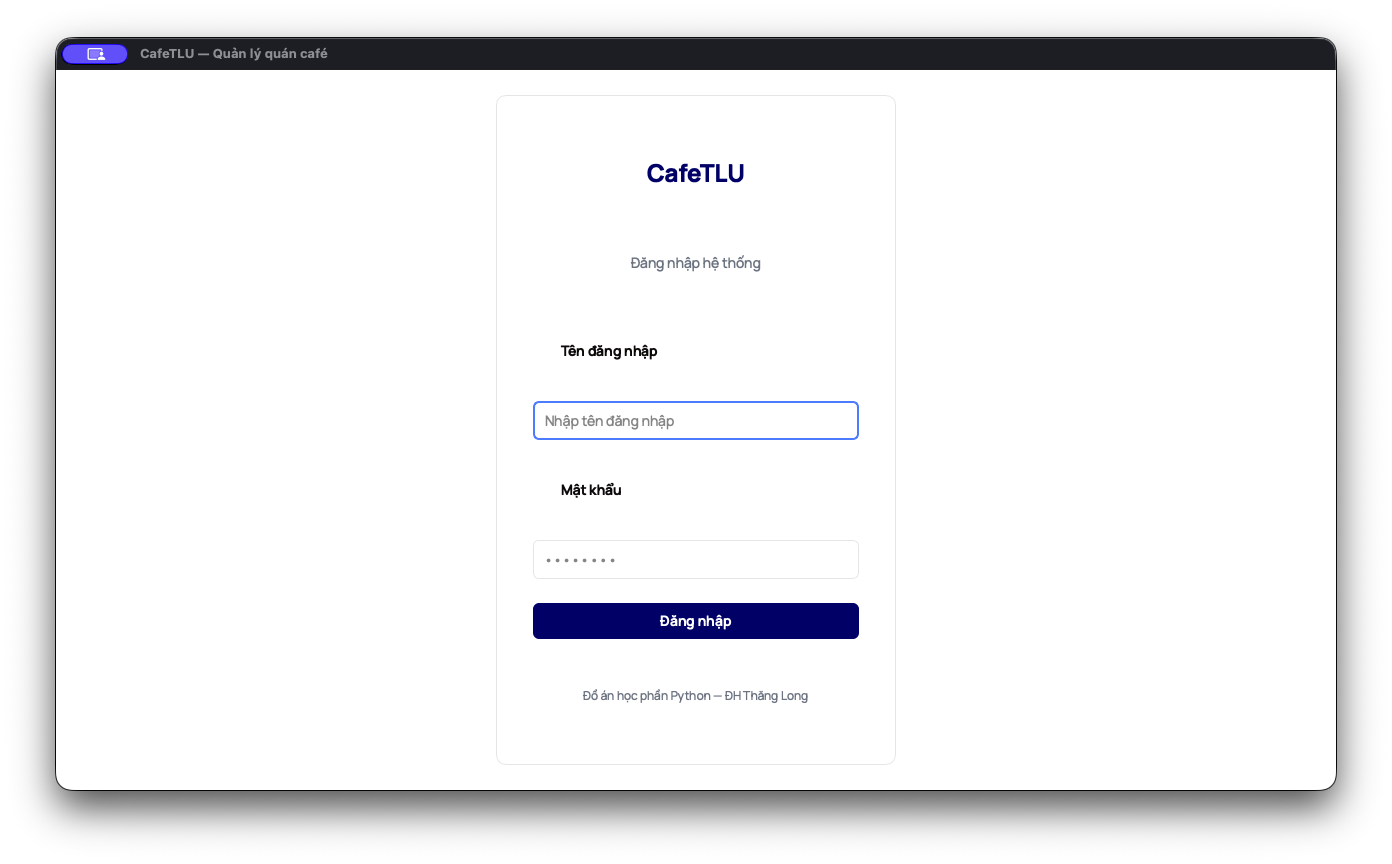 CafeTLU — Quản lý quán café
CafeTLU
Đăng nhập hệ thống
Tên đăng nhập
Nhập tên đăng nhập
Mật khẩu
••••••••
Đăng nhập
Đồ án học phần Python — ĐH Thăng Long